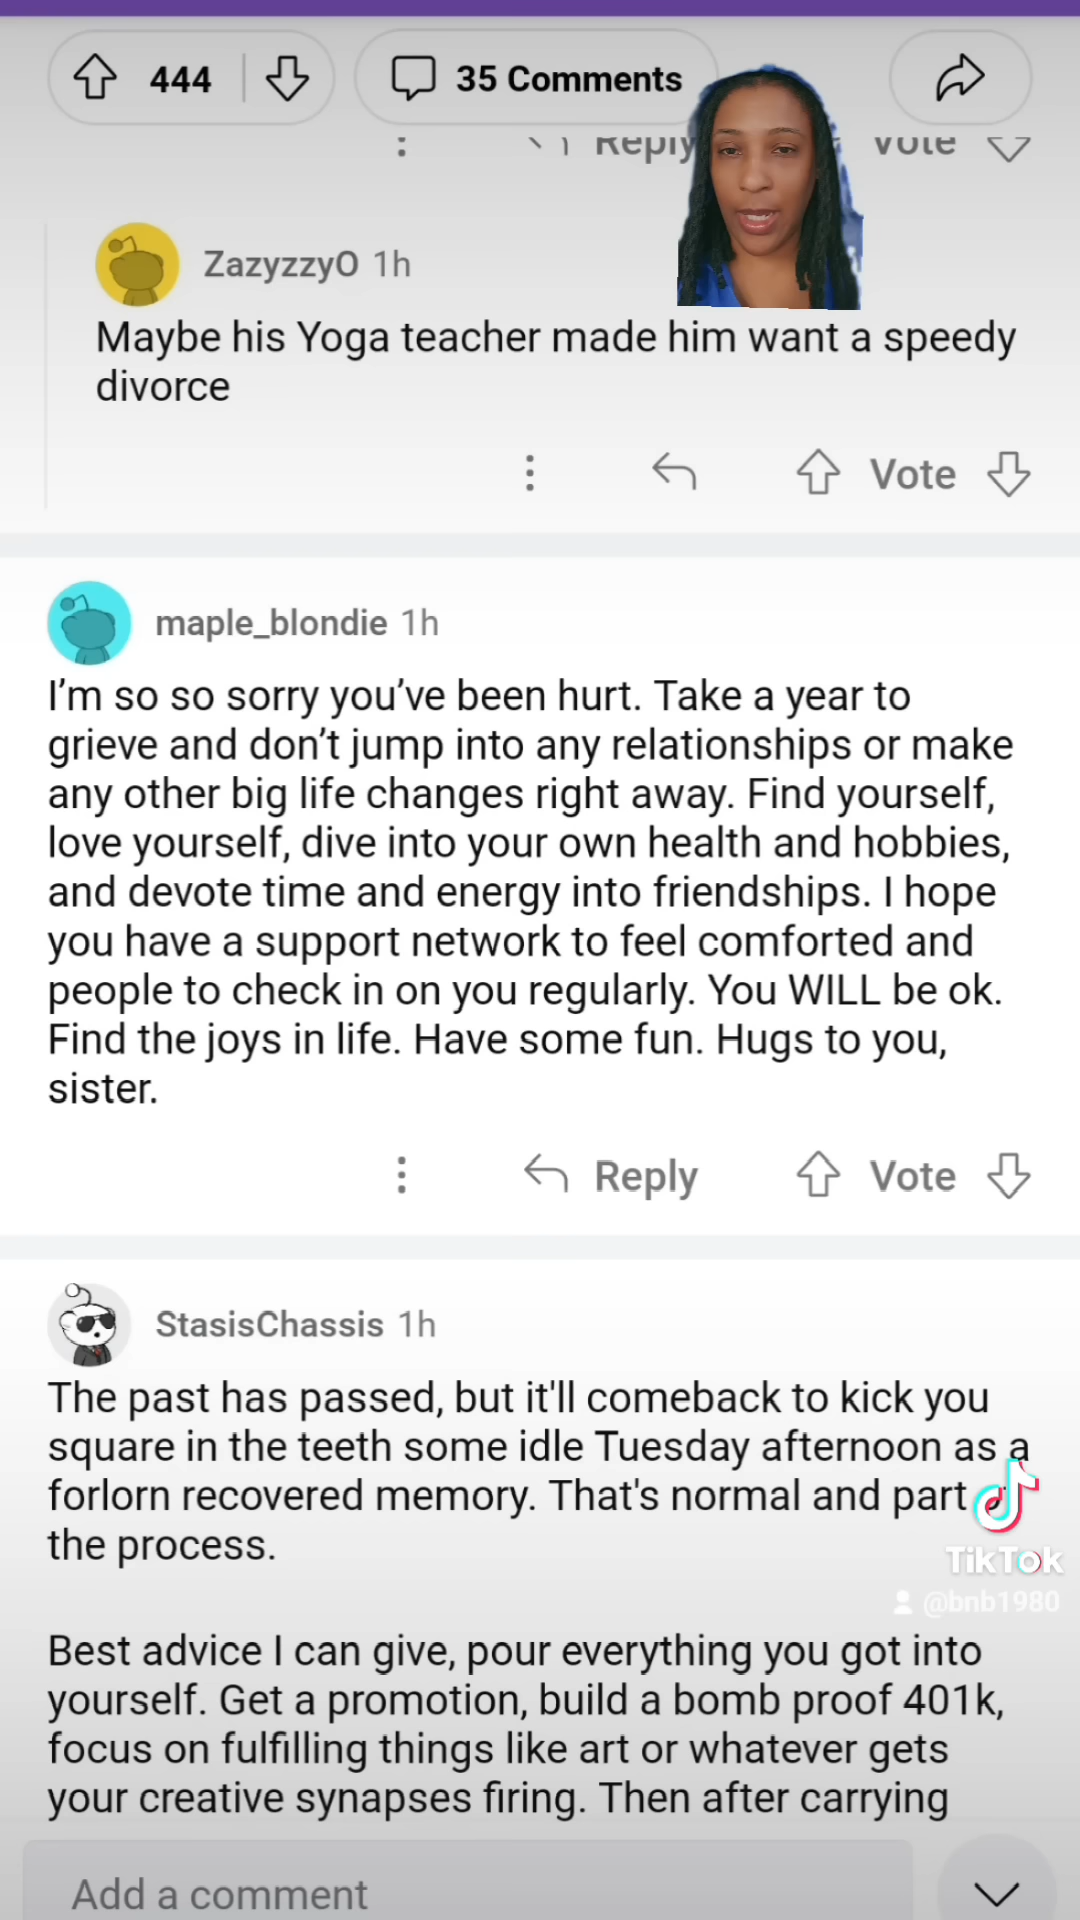 444
35 Comments
Reply
Vote
ZazyzzyO 1h
Maybe his Yoga teacher made him want a speedy
divorce
Vote
maple_blondie 1h
I'm so so sorry you've been hurt. Take a year to
grieve and don't jump into any relationships or make
any other big life changes right away. Find yourself,
love yourself, dive into your own health and hobbies,
and devote time and energy into friendships. I hope
you have a support network to feel comforted and
people to check in on you regularly. You WILL be ok.
Find the joys in life. Have some fun. Hugs to you,
sister.
Reply
Vote
StasisChassis 1h
The past has passed, but it'll comeback to kick you
square in the teeth some idle Tuesday afternoon as a
forlorn recovered memory. That's normal and part
the process.
TikTok
@bnb1980
Best advice I can give, pour everything you got into
yourself. Get a promotion, build a bomb proof 401k,
focus on fulfilling things like art or whatever gets
your creative synapses firing. Then after carrying
Add a comment